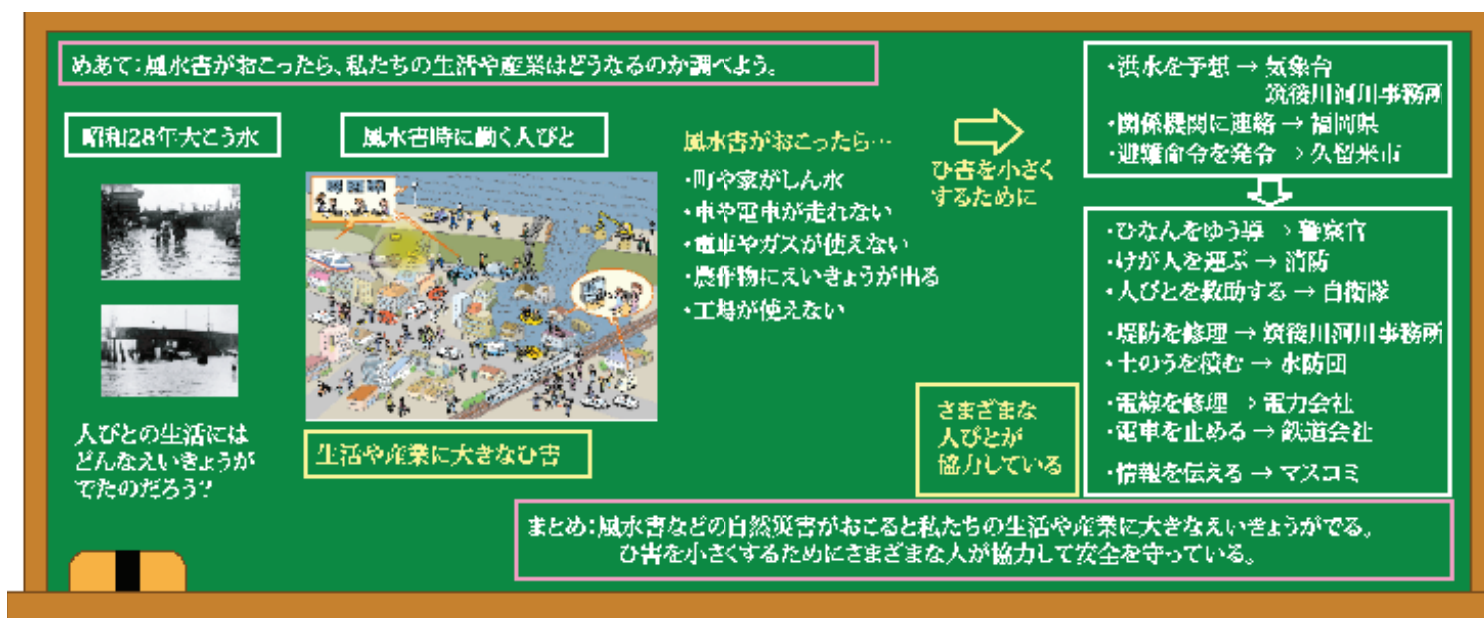 めあて：風水害がおこったら、私たちの生活や産業はどうなるのか調べよう。
昭和28年大こう水
人びとの生活には
どんなえいきょうが
でたのだろう？
風水害時に働く人びと
生活や産業に大きなひ害
風水害がおこったら…
・町や家がしん水
・車や電車が走れない
・電車やガスが使えない
・農作物にえいきょうが出る
・工場が使えない
ひ害を小さく
するために
・洪水を予想 → 気象台
筑後川河川事務所
・関係機関に連絡 → 福岡県
・避難命令を発令 → 久留米市
・ひなんをゆう導 → 警察官
・けが人を運ぶ → 消防
・人びとを救助する → 自衛隊
・堤防を修理 → 筑後川河川事務所
・土のうを積む → 水防団
・電線を修理 → 電力会社
・電車を止める → 鉄道会社
・情報を伝える → マスコミ
さまざまな
人びとが
協力している
まとめ：風水害などの自然災害がおこると私たちの生活や産業に大きなえいきょうがでる。
ひ害を小さくするためにさまざまな人が協力して安全を守っている。